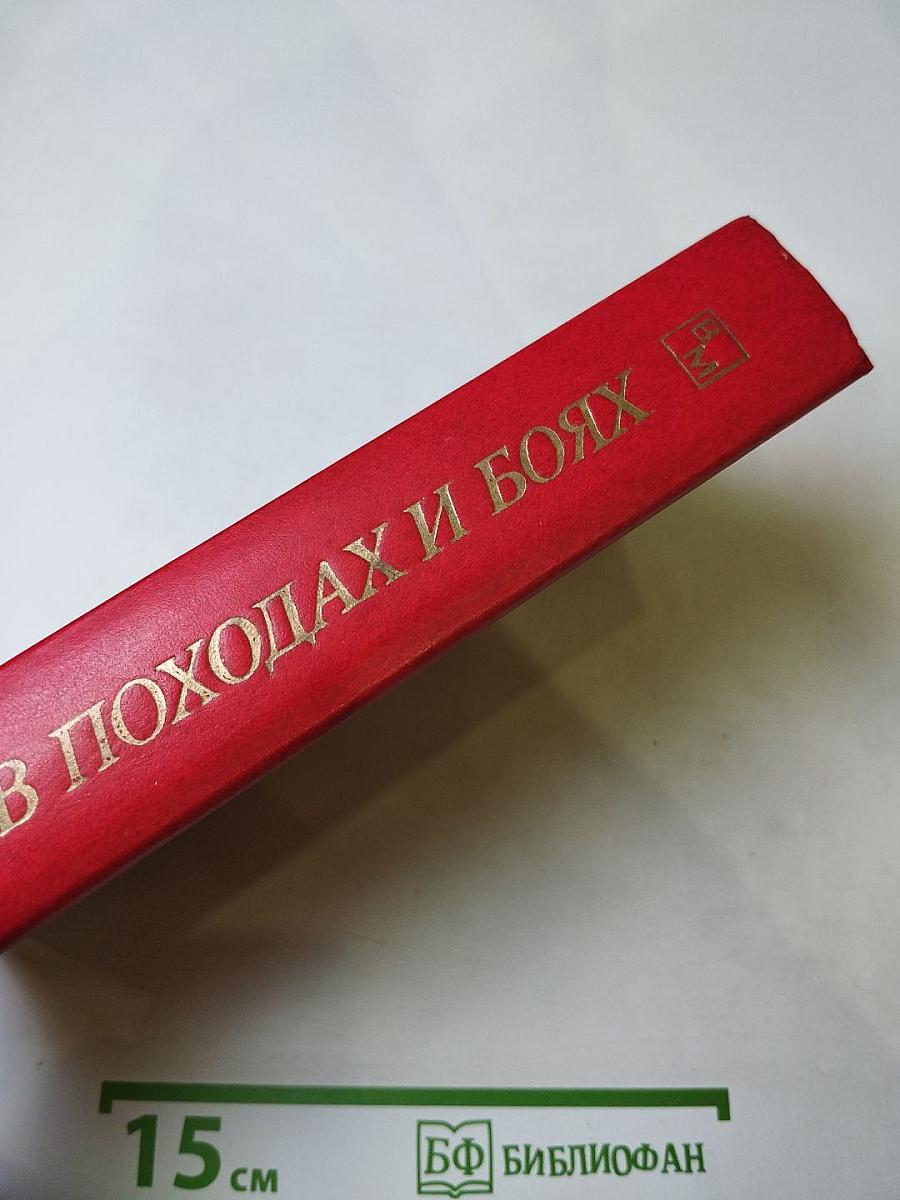 В ПОХОДАХ И БОЯХ
ВМ
15 см
БФ БИБЛИОФАН